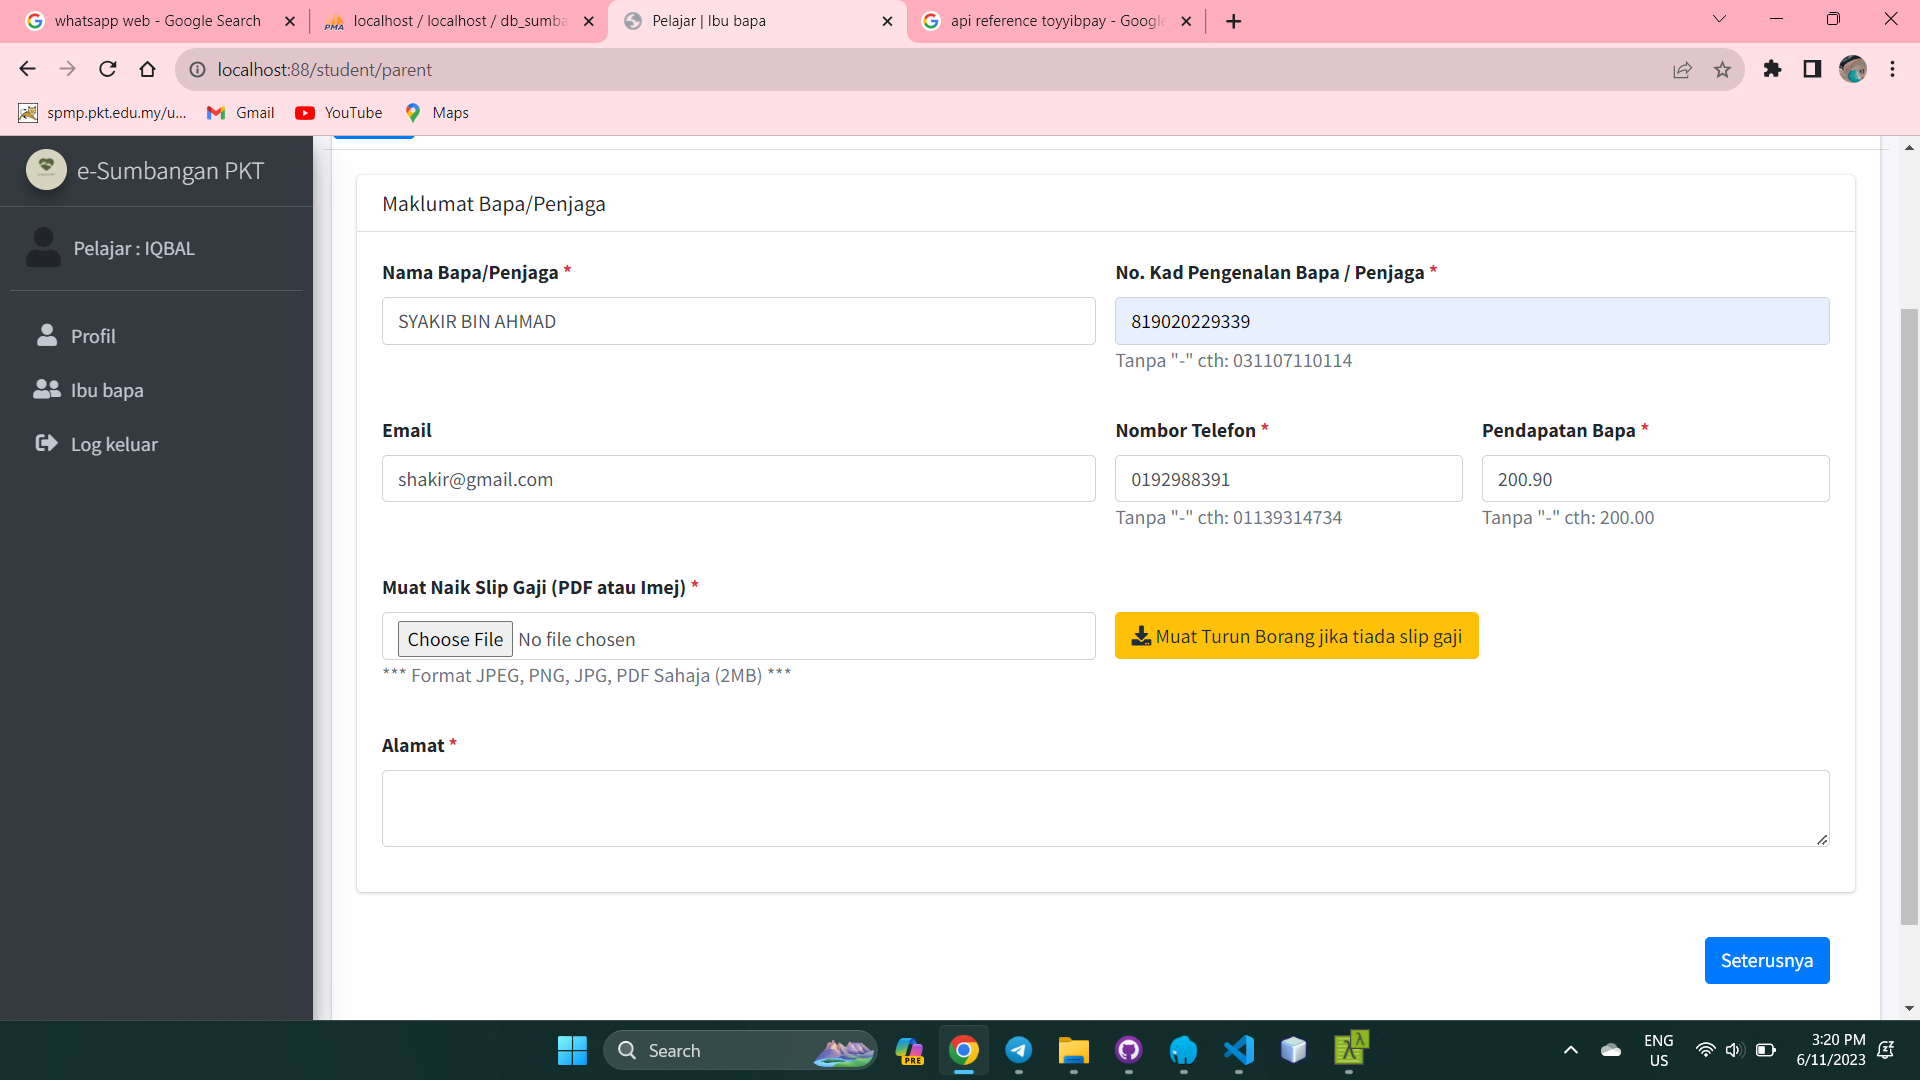 whatsapp web - Google Search
localhost / localhost / db_sumba
Pelajar | Ibu bapa
api reference toyyibpay - Google
localhost:88/student/parent
spmp.pkt.edu.my/u...
Gmail
YouTube
Maps
e-Sumbangan PKT
Pelajar : IQBAL
Profil
Ibu bapa
Log keluar
Maklumat Bapa/Penjaga
Nama Bapa/Penjaga *
No. Kad Pengenalan Bapa / Penjaga *
SYAKIR BIN AHMAD
819020229339
Tanpa "-" cth: 031107110114
Email
Nombor Telefon *
Pendapatan Bapa *
shakir@gmail.com
0192988391
200.90
Tanpa "-" cth: 01139314734
Tanpa "-" cth: 200.00
Muat Naik Slip Gaji (PDF atau Imej) *
Choose File No file chosen
Muat Turun Borang jika tiada slip gaji
*** Format JPEG, PNG, JPG, PDF Sahaja (2MB) ***
Alamat *
Seterusnya
Search
PRE
ENG
US
3:20 PM
6/11/2023